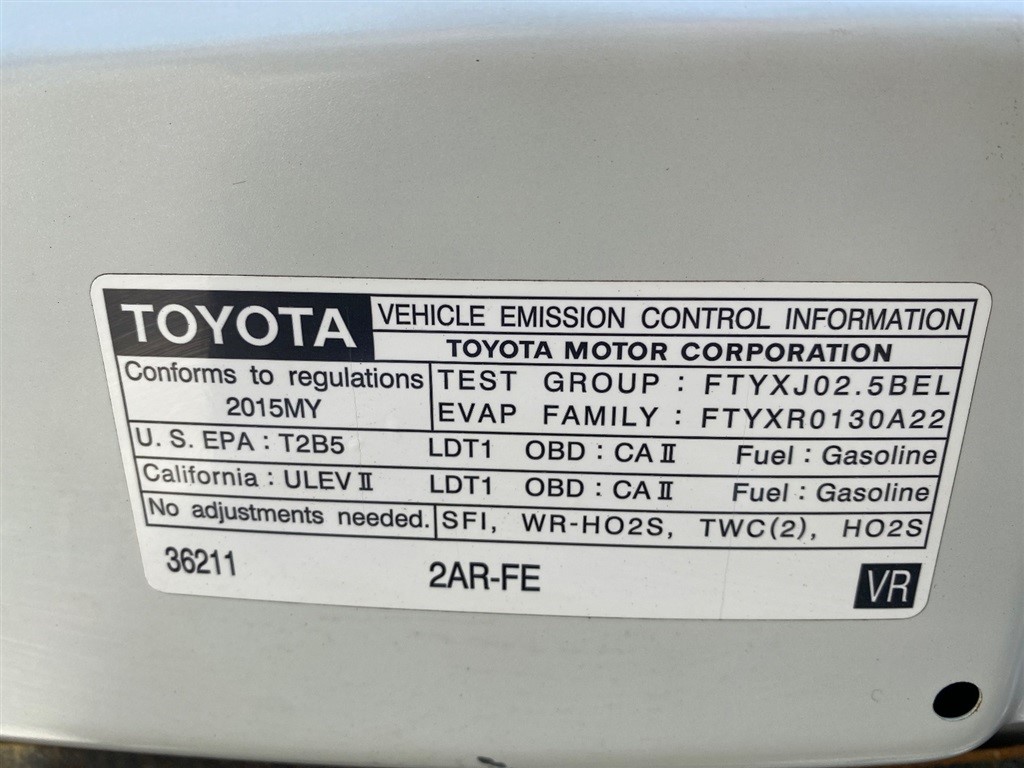 TOYOTA
VEHICLE EMISSION CONTROL INFORMATION
TOYOTA MOTOR CORPORATION
Conforms to regulations
2015MY
TEST GROUP : FTYXJ02.5BEL
EVAP FAMILY : FTYXR0130A22
U. S. EPA : T2B5 LDT1 OBD : CA II Fuel : Gasoline
California : ULEV II LDT1 OBD : CA II Fuel : Gasoline
No adjustments needed. SFI, WR-HO2S, TWC(2), HO2S
36211 2AR-FE VR